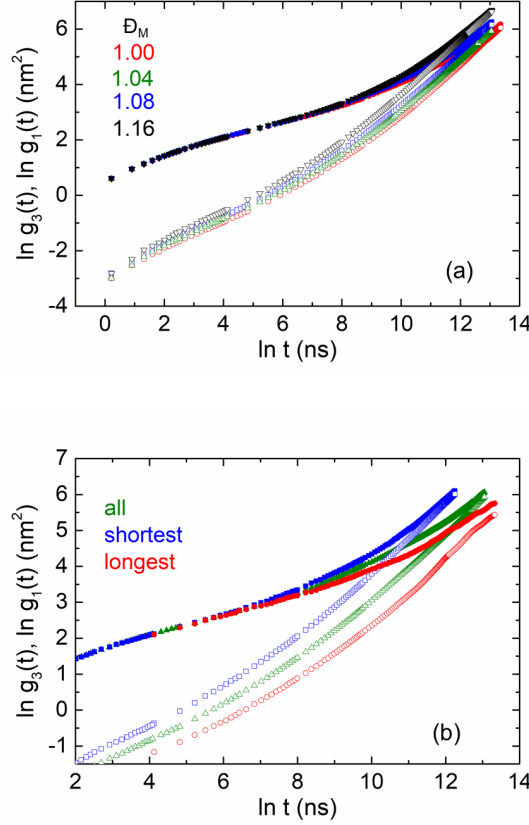 Đ_M
1.00
1.04
1.08
1.16
ln g₃(t), ln g₁(t) (nm²)
6
4
2
0
-2
-4
(a)
0 2 4 6 8 10 12 14
ln t (ns)
all
shortest
longest
ln g₃(t), ln g₁(t) (nm²)
7
6
5
4
3
2
1
0
-1
(b)
2 4 6 8 10 12 14
ln t (ns)